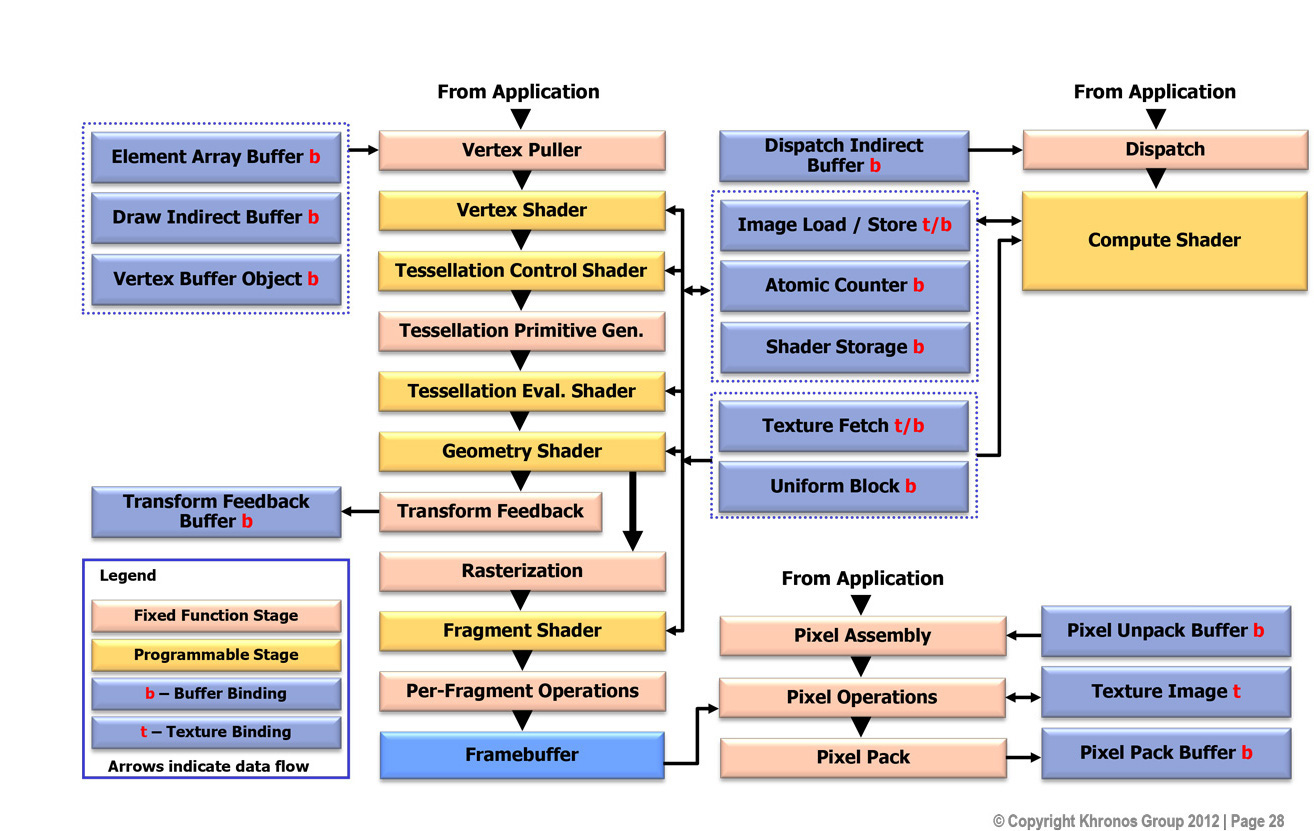 From Application
Vertex Puller
Vertex Shader
Tessellation Control Shader
Tessellation Primitive Gen.
Tessellation Eval. Shader
Geometry Shader
Transform Feedback
Rasterization
Fragment Shader
Per-Fragment Operations
Framebuffer
Element Array Buffer b
Draw Indirect Buffer b
Vertex Buffer Object b
Transform Feedback
Buffer b
Legend
Fixed Function Stage
Programmable Stage
b – Buffer Binding
t – Texture Binding
Arrows indicate data flow
Dispatch Indirect
Buffer b
Image Load / Store t/b
Atomic Counter b
Shader Storage b
Texture Fetch t/b
Uniform Block b
From Application
Dispatch
Compute Shader
From Application
Pixel Assembly
Pixel Operations
Pixel Pack
Pixel Unpack Buffer b
Texture Image t
Pixel Pack Buffer b
© Copyright Khronos Group 2012 | Page 28